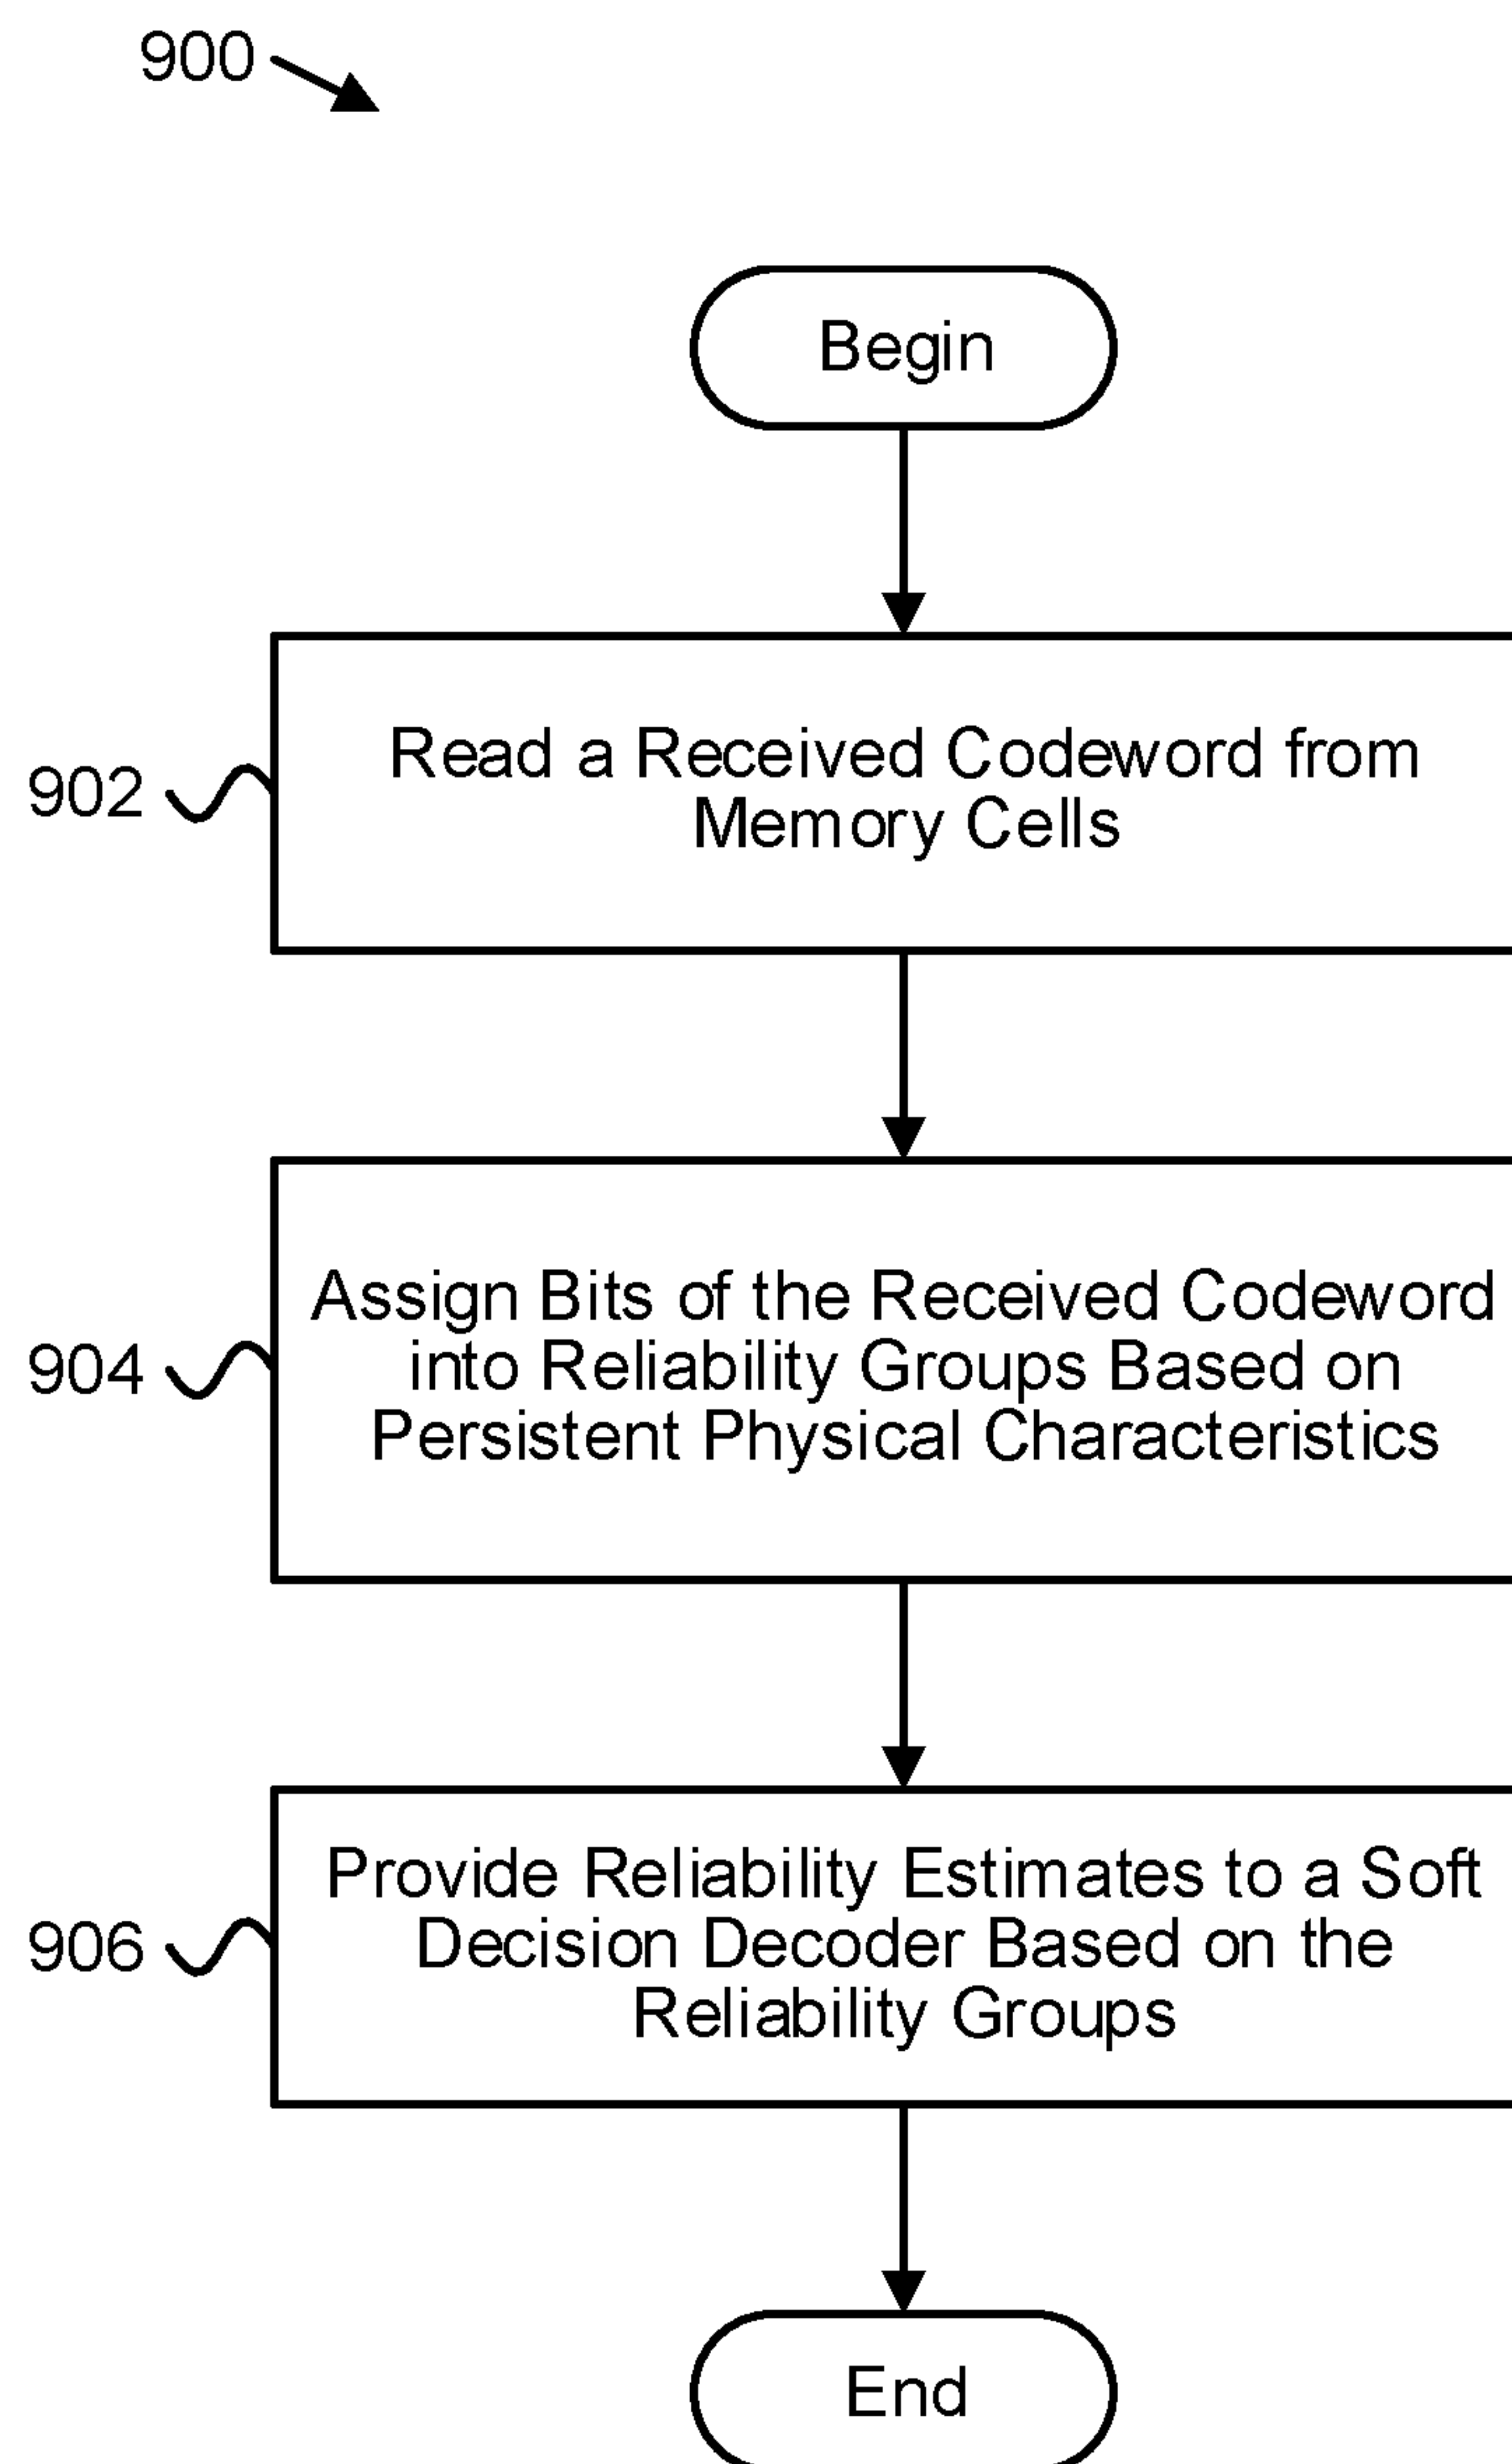 900
Begin
902
Read a Received Codeword from
Memory Cells
904
Assign Bits of the Received Codeword
into Reliability Groups Based on
Persistent Physical Characteristics
906
Provide Reliability Estimates to a Soft
Decision Decoder Based on the
Reliability Groups
End